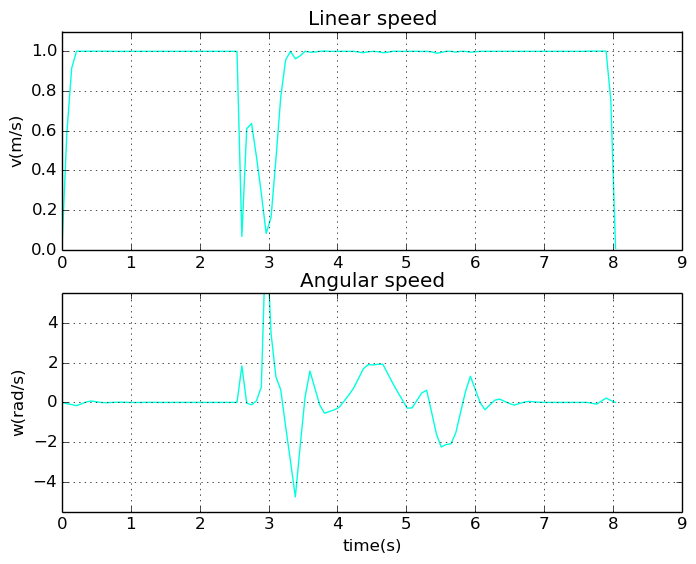 Linear speed
1.0
0.8
0.6
0.4
0.2
0.0
v(m/s)
0 1 2 3 4 5 6 7 8 9
Angular speed
4
2
0
−2
−4
w(rad/s)
0 1 2 3 4 5 6 7 8 9
time(s)